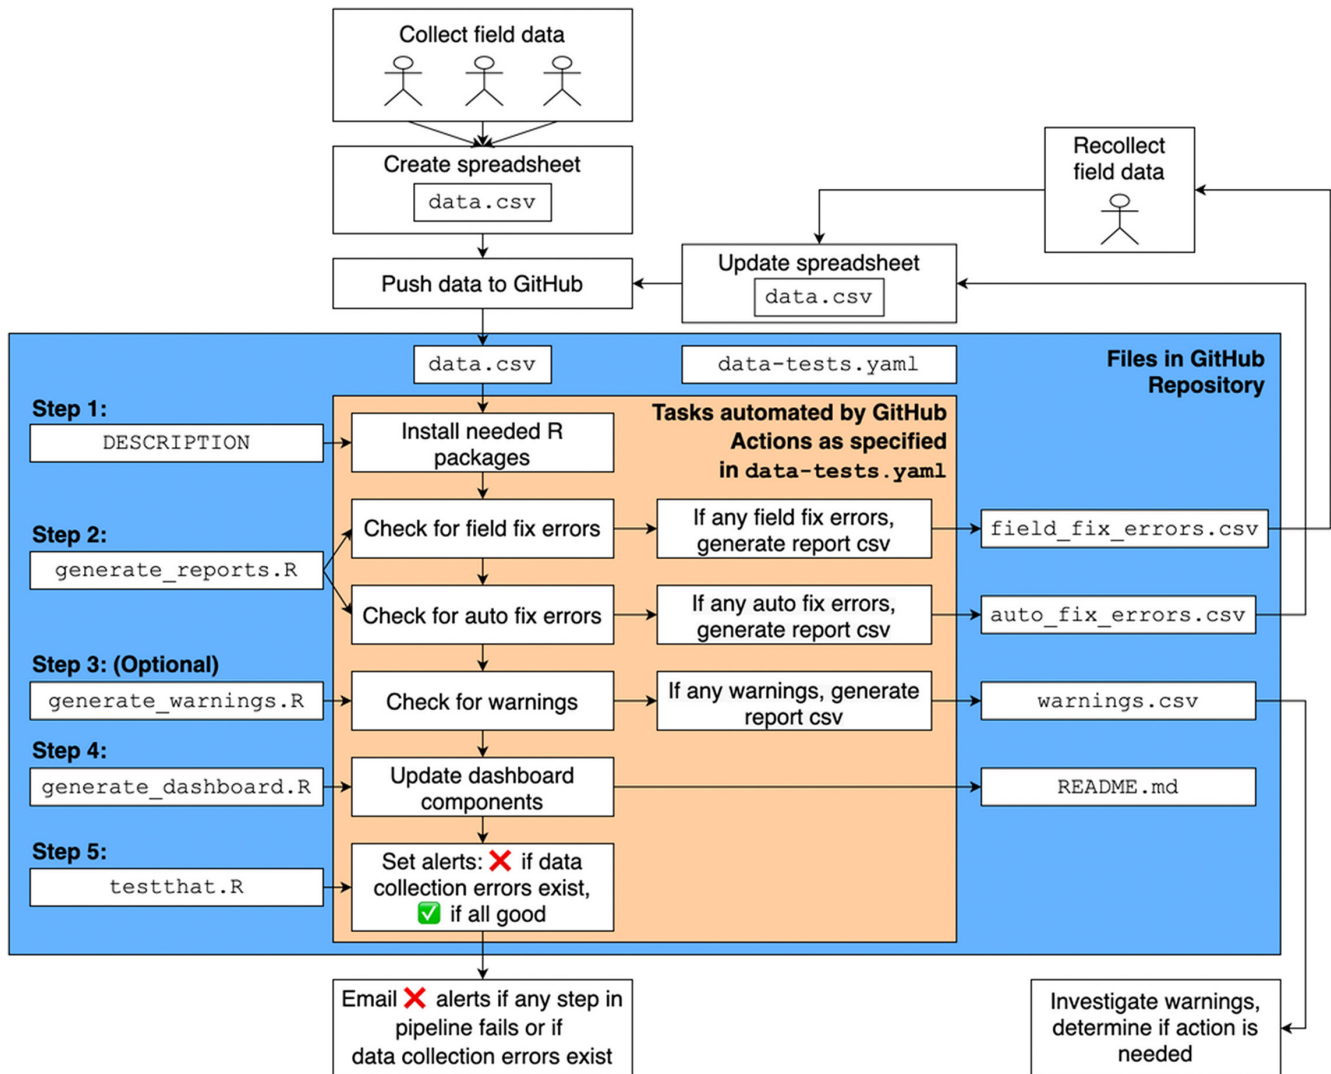 Collect field data
Create spreadsheet
data.csv
Recollect
field data
Push data to GitHub
Update spreadsheet
data.csv
data.csv
data-tests.yaml
Files in GitHub
Repository
Tasks automated by GitHub
Actions as specified
in data-tests.yaml
Step 1:
DESCRIPTION
Install needed R
packages
Step 2:
generate_reports.R
Check for field fix errors
If any field fix errors,
generate report csv
field_fix_errors.csv
Check for auto fix errors
If any auto fix errors,
generate report csv
auto_fix_errors.csv
Step 3: (Optional)
generate_warnings.R
Check for warnings
If any warnings, generate
report csv
warnings.csv
Step 4:
generate_dashboard.R
Update dashboard
components
README.md
Step 5:
testthat.R
Set alerts: ❌ if data
collection errors exist,
✅ if all good
Email ❌ alerts if any step in
pipeline fails or if
data collection errors exist
Investigate warnings,
determine if action is
needed